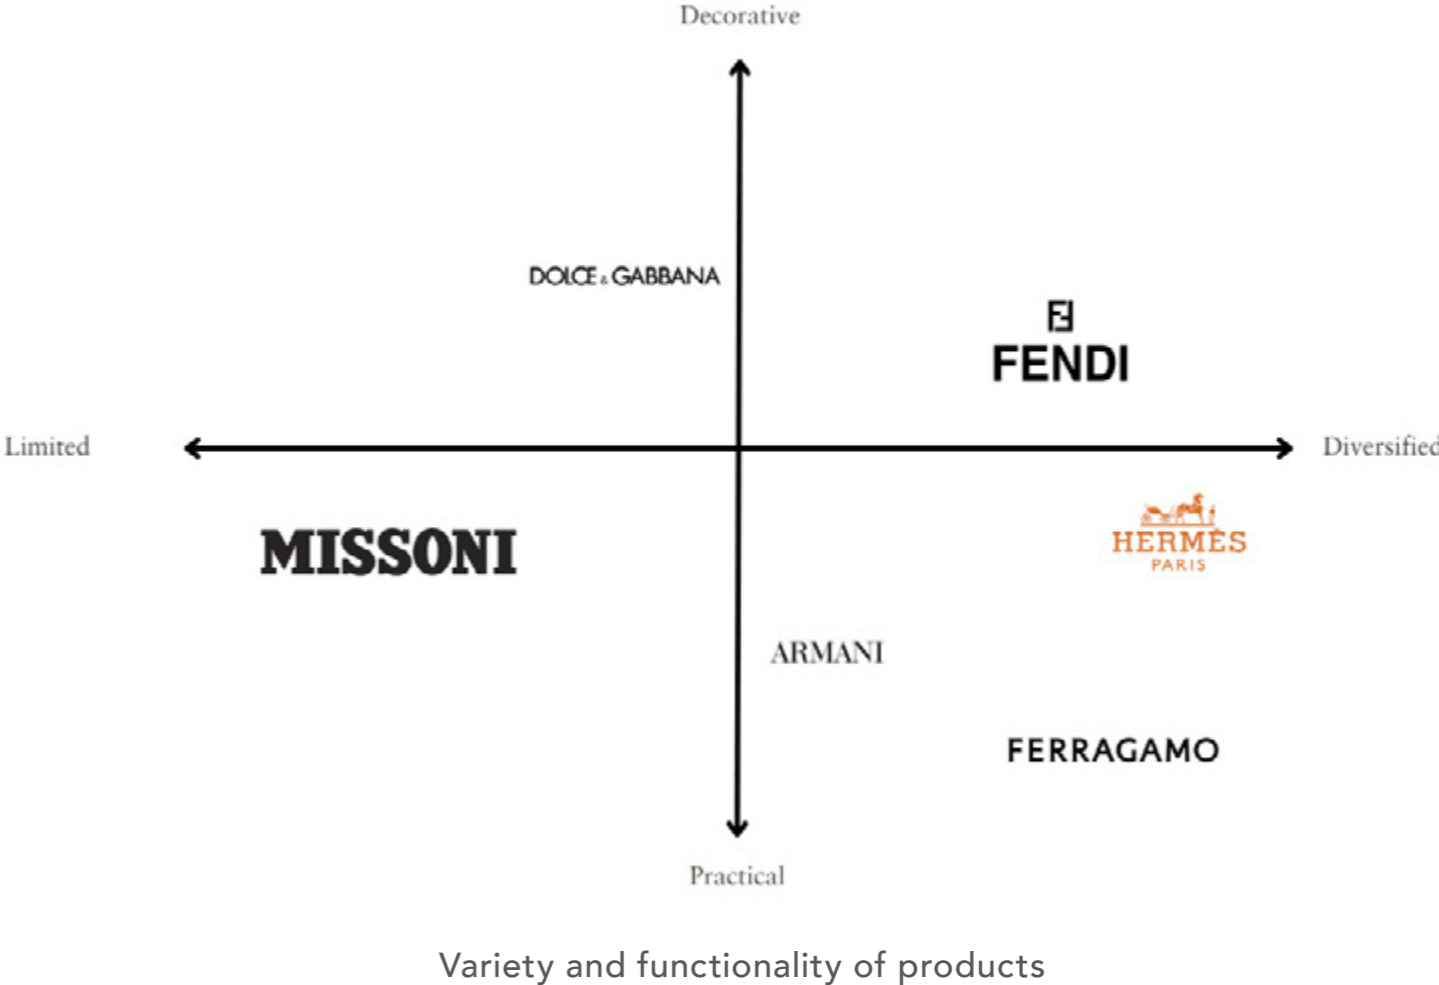 Decorative
DOLCE & GABBANA
FENDI
Limited
Diversified
MISSONI
HERMÈS
PARIS
ARMANI
FERRAGAMO
Practical
Variety and functionality of products